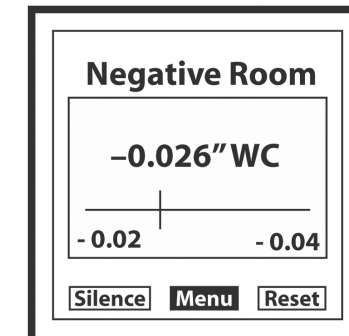 Negative Room
–0.026” WC
- 0.02 - 0.04
Silence Menu Reset